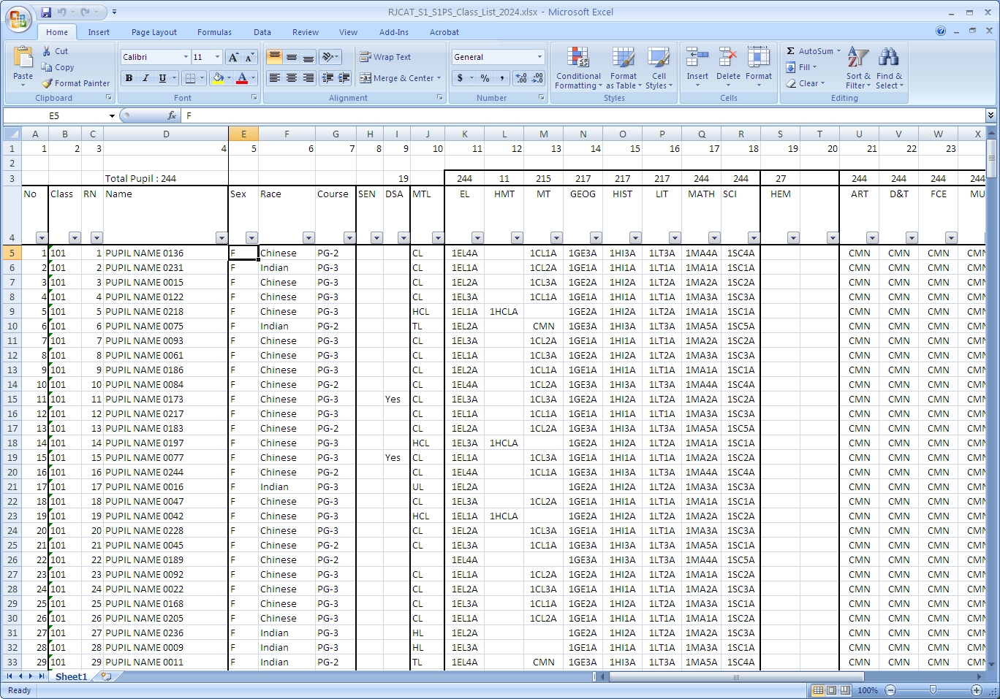 RJCAT_S1_S1PS_Class_List_2024.xlsx - Microsoft Excel
Home Insert Page Layout Formulas Data Review View Add-Ins Acrobat
Paste Cut Copy Format Painter Clipboard
Calibri 11 B I U A Font
Wrap Text Merge & Center Alignment
General $ % , Number
Conditional Formatting Format as Table Cell Styles Styles
Insert Delete Format Cells
Σ AutoSum Fill Clear Sort & Filter Find & Select Editing
E5 fx F
A B C D E F G H I J K L M N O P Q R S T U V W X
1 1 2 3 4 5 6 7 8 9 10 11 12 13 14 15 16 17 18 19 20 21 22 23
2
3 Total Pupil : 244 19 244 11 215 217 217 217 244 244 27 244 244 244 244
4 No Class RN Name Sex Race Course SEN DSA MTL EL HMT MT GEOG HIST LIT MATH SCI HEM ART D&T FCE MU
5 1 101 1 PUPIL NAME 0136 F Chinese PG-2 CL 1EL4A 1CL1A 1GE3A 1HI3A 1LT3A 1MA4A 1SC4A CMN CMN CMN CMN
6 2 101 2 PUPIL NAME 0231 F Indian PG-3 CL 1EL1A 1CL2A 1GE1A 1HI1A 1LT1A 1MA1A 1SC1A CMN CMN CMN CMN
7 3 101 3 PUPIL NAME 0015 F Chinese PG-3 CL 1EL2A 1CL3A 1GE2A 1HI2A 1LT2A 1MA2A 1SC2A CMN CMN CMN CMN
8 4 101 4 PUPIL NAME 0122 F Chinese PG-3 CL 1EL3A 1CL1A 1GE1A 1HI1A 1LT1A 1MA3A 1SC3A CMN CMN CMN CMN
9 5 101 5 PUPIL NAME 0218 F Chinese PG-3 HCL 1EL1A 1HCLA 1GE2A 1HI2A 1LT2A 1MA1A 1SC1A CMN CMN CMN CMN
10 6 101 6 PUPIL NAME 0075 F Indian PG-2 TL 1EL2A CMN 1GE3A 1HI3A 1LT3A 1MA5A 1SC5A CMN CMN CMN CMN
11 7 101 7 PUPIL NAME 0093 F Chinese PG-3 CL 1EL3A 1CL2A 1GE1A 1HI1A 1LT1A 1MA2A 1SC2A CMN CMN CMN CMN
12 8 101 8 PUPIL NAME 0061 F Chinese PG-3 CL 1EL2A 1CL3A 1GE2A 1HI2A 1LT2A 1MA3A 1SC3A CMN CMN CMN CMN
13 9 101 9 PUPIL NAME 0186 F Chinese PG-3 CL 1EL1A 1CL1A 1GE1A 1HI1A 1LT1A 1MA1A 1SC1A CMN CMN CMN CMN
14 10 101 10 PUPIL NAME 0084 F Chinese PG-2 CL 1EL4A 1CL2A 1GE3A 1HI3A 1LT3A 1MA4A 1SC4A CMN CMN CMN CMN
15 11 101 11 PUPIL NAME 0173 F Chinese PG-3 Yes CL 1EL3A 1CL3A 1GE2A 1HI2A 1LT2A 1MA2A 1SC2A CMN CMN CMN CMN
16 12 101 12 PUPIL NAME 0217 F Chinese PG-3 CL 1EL1A 1CL1A 1GE1A 1HI1A 1LT1A 1MA3A 1SC3A CMN CMN CMN CMN
17 13 101 13 PUPIL NAME 0183 F Chinese PG-2 CL 1EL2A 1CL2A 1GE3A 1HI3A 1LT3A 1MA5A 1SC5A CMN CMN CMN CMN
18 14 101 14 PUPIL NAME 0197 F Chinese PG-3 HCL 1EL3A 1HCLA 1GE2A 1HI2A 1LT2A 1MA1A 1SC1A CMN CMN CMN CMN
19 15 101 15 PUPIL NAME 0077 F Chinese PG-3 Yes CL 1EL1A 1CL3A 1GE1A 1HI1A 1LT1A 1MA2A 1SC2A CMN CMN CMN CMN
20 16 101 16 PUPIL NAME 0244 F Chinese PG-2 CL 1EL4A 1CL1A 1GE3A 1HI3A 1LT3A 1MA4A 1SC4A CMN CMN CMN CMN
21 17 101 17 PUPIL NAME 0016 F Indian PG-3 UL 1EL2A 1GE2A 1HI2A 1LT2A 1MA3A 1SC3A CMN CMN CMN CMN
22 18 101 18 PUPIL NAME 0047 F Chinese PG-3 CL 1EL3A 1CL2A 1GE1A 1HI1A 1LT1A 1MA1A 1SC1A CMN CMN CMN CMN
23 19 101 19 PUPIL NAME 0042 F Chinese PG-3 HCL 1EL1A 1HCLA 1GE2A 1HI2A 1LT2A 1MA2A 1SC2A CMN CMN CMN CMN
24 20 101 20 PUPIL NAME 0228 F Chinese PG-3 CL 1EL2A 1CL3A 1GE1A 1HI1A 1LT1A 1MA3A 1SC3A CMN CMN CMN CMN
25 21 101 21 PUPIL NAME 0045 F Chinese PG-2 CL 1EL3A 1CL1A 1GE3A 1HI3A 1LT3A 1MA5A 1SC1A CMN CMN CMN CMN
26 22 101 22 PUPIL NAME 0189 F Chinese PG-2 1EL4A 1GE3A 1HI3A 1LT3A 1MA4A 1SC5A CMN CMN CMN CMN
27 23 101 23 PUPIL NAME 0092 F Chinese PG-3 CL 1EL1A 1CL2A 1GE2A 1HI2A 1LT2A 1MA1A 1SC2A CMN CMN CMN CMN
28 24 101 24 PUPIL NAME 0022 F Chinese PG-3 CL 1EL2A 1CL3A 1GE1A 1HI1A 1LT1A 1MA2A 1SC3A CMN CMN CMN CMN
29 25 101 25 PUPIL NAME 0168 F Chinese PG-3 CL 1EL3A 1CL1A 1GE2A 1HI2A 1LT2A 1MA3A 1SC1A CMN CMN CMN CMN
30 26 101 26 PUPIL NAME 0205 F Chinese PG-3 CL 1EL1A 1CL2A 1GE1A 1HI1A 1LT1A 1MA1A 1SC2A CMN CMN CMN CMN
31 27 101 27 PUPIL NAME 0236 F Indian PG-3 HL 1EL2A 1GE2A 1HI2A 1LT2A 1MA2A 1SC3A CMN CMN CMN CMN
32 28 101 28 PUPIL NAME 0009 F Indian PG-3 HL 1EL3A 1GE1A 1HI1A 1LT1A 1MA3A 1SC1A CMN CMN CMN CMN
33 29 101 29 PUPIL NAME 0011 F Indian PG-2 TL 1EL4A CMN 1GE3A 1HI3A 1LT3A 1MA5A 1SC4A CMN CMN CMN CMN
Sheet1
Ready 100%